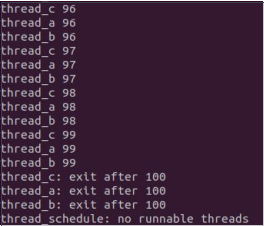 thread_c 96
thread_a 96
thread_b 96
thread_c 97
thread_a 97
thread_b 97
thread_c 98
thread_a 98
thread_b 98
thread_c 99
thread_a 99
thread_b 99
thread_c: exit after 100
thread_a: exit after 100
thread_b: exit after 100
thread_schedule: no runnable threads